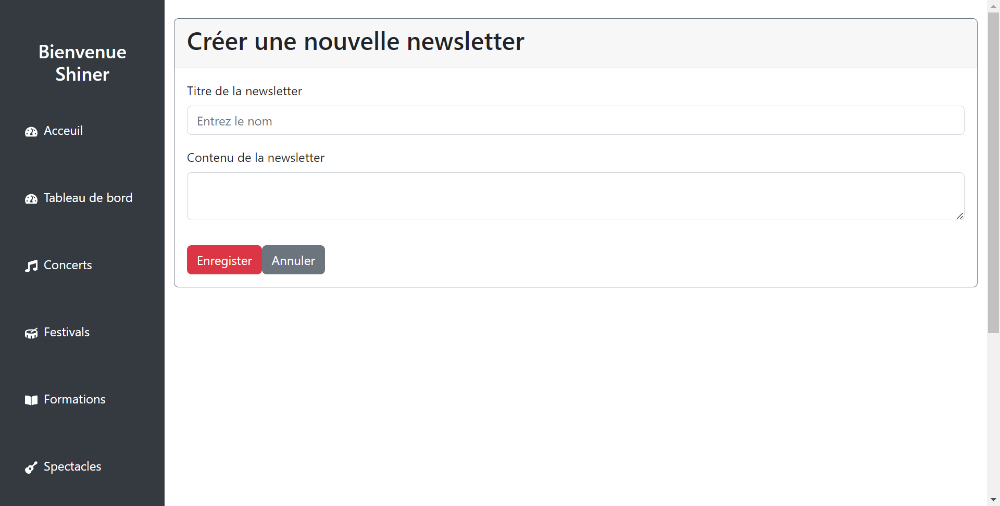 Bienvenue
Shiner
Acceuil
Tableau de bord
Concerts
Festivals
Formations
Spectacles
Créer une nouvelle newsletter
Titre de la newsletter
Entrez le nom
Contenu de la newsletter
Enregister Annuler